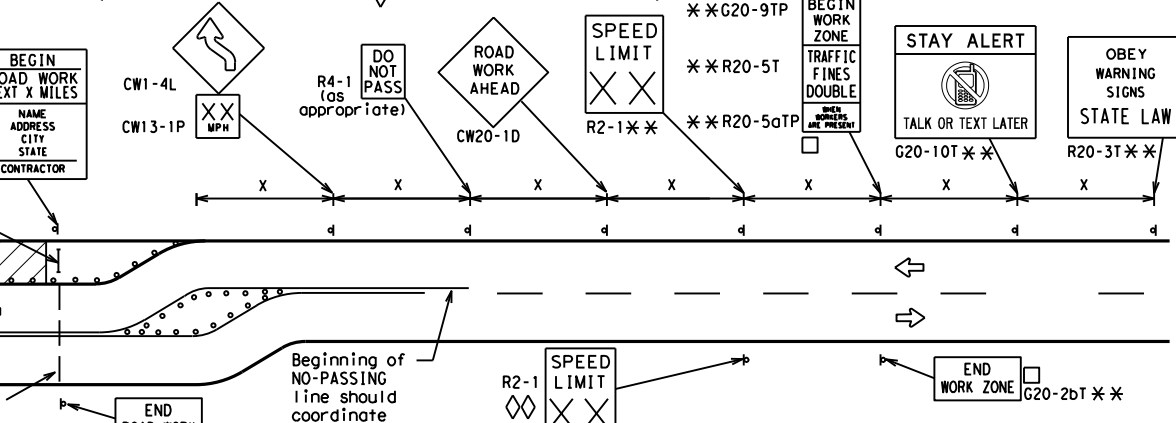 BEGIN
ROAD WORK
NEXT X MILES
NAME
ADDRESS
CITY
STATE
CONTRACTOR
CW1-4L
CW13-1P
XX
MPH
R4-1
(as
appropriate)
DO
NOT
PASS
ROAD
WORK
AHEAD
CW20-1D
SPEED
LIMIT
XX
R2-1**
**G20-9TP
**R20-5T
**R20-5aTP
BEGIN
WORK
ZONE
TRAFFIC
FINES
DOUBLE
WHEN
WORKERS
ARE PRESENT
STAY ALERT
TALK OR TEXT LATER
G20-10T**
OBEY
WARNING
SIGNS
STATE LAW
R20-3T**
X X X X X X X
Beginning of
NO-PASSING
line should
coordinate
R2-1
SPEED
LIMIT
XX
END
WORK ZONE
G20-2bT**
END
ROAD WORK